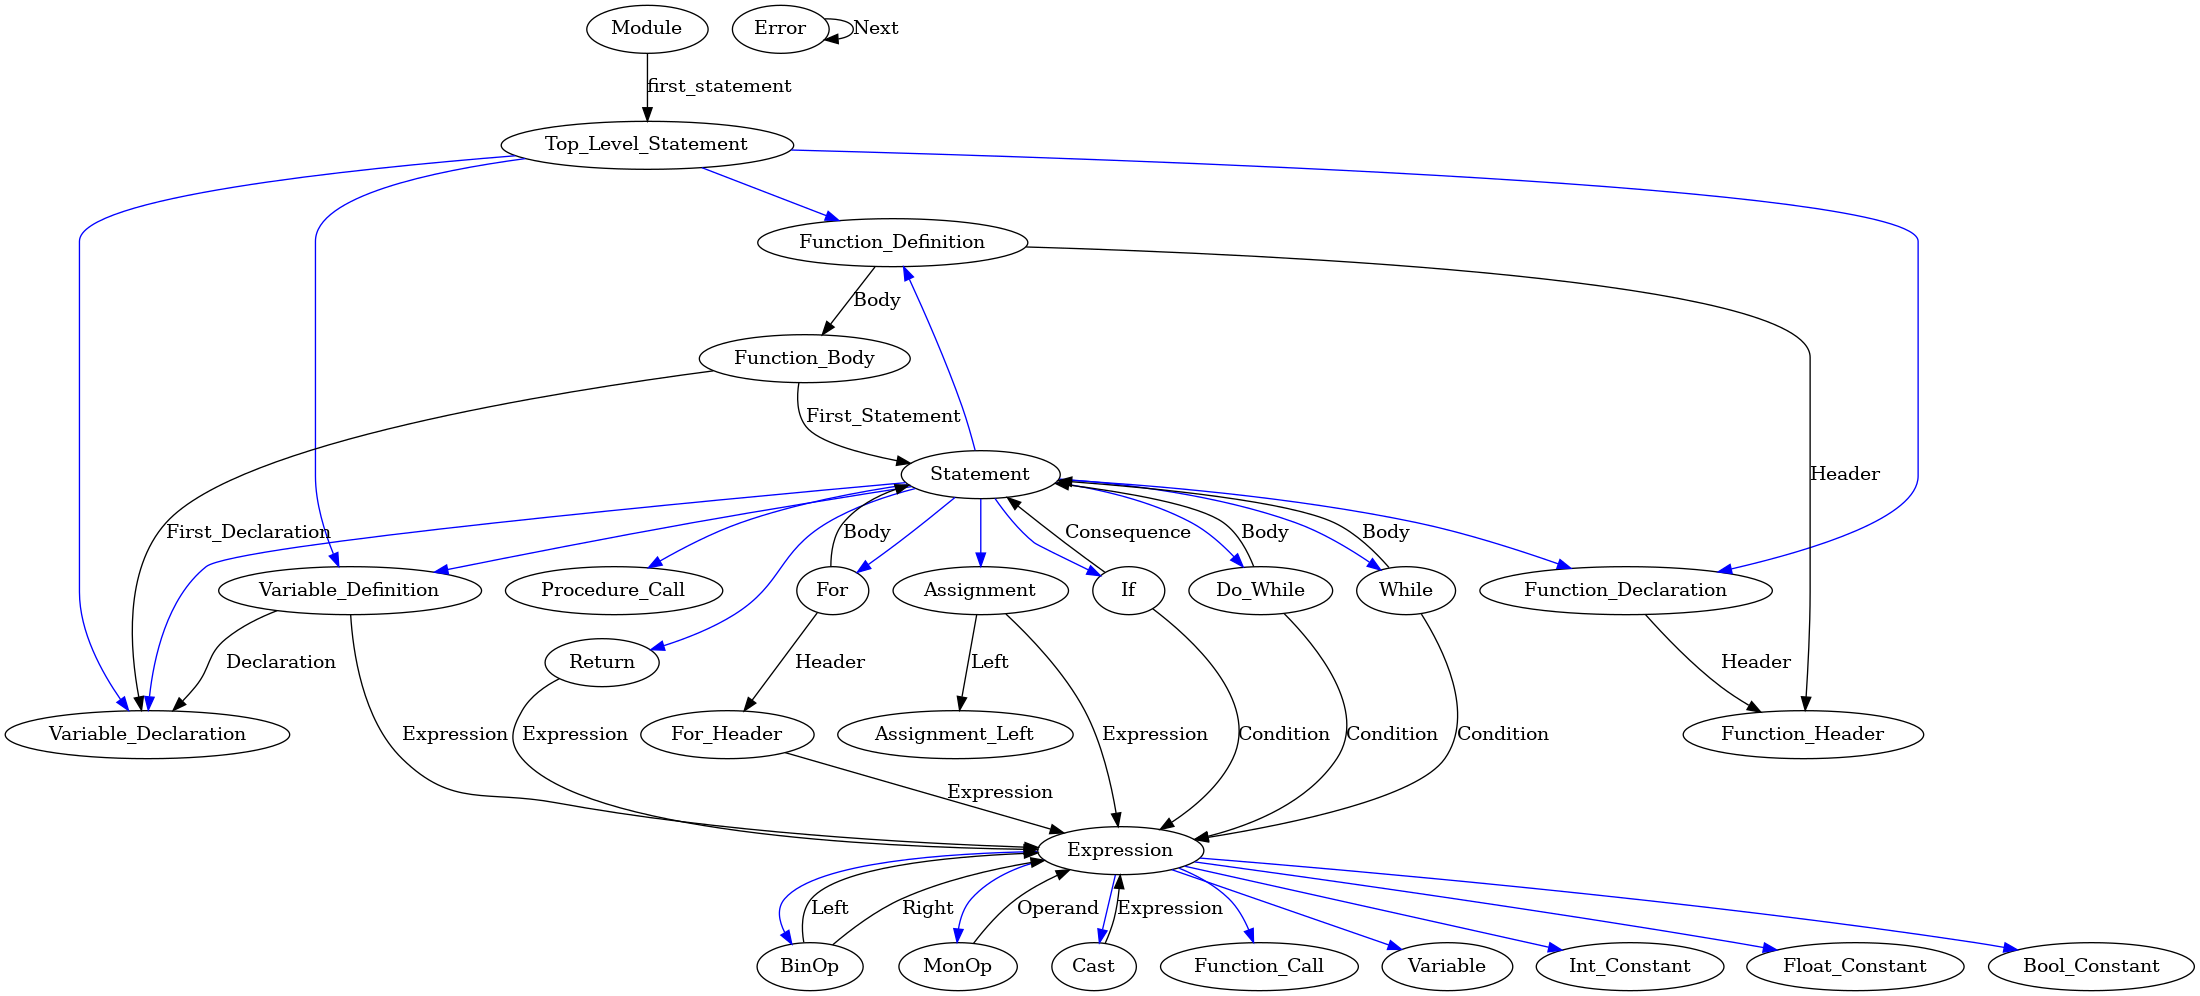 Module
Error
Next
first_statement
Top_Level_Statement
Function_Definition
Body
Function_Body
First_Statement
Header
Statement
First_Declaration
Body
Consequence
Body
Body
Variable_Definition
Procedure_Call
For
Assignment
If
Do_While
While
Function_Declaration
Declaration
Return
Header
Left
Header
Variable_Declaration
Expression
Expression
For_Header
Assignment_Left
Expression
Condition
Condition
Condition
Function_Header
Expression
Expression
Left
Right
Operand
Expression
BinOp
MonOp
Cast
Function_Call
Variable
Int_Constant
Float_Constant
Bool_Constant